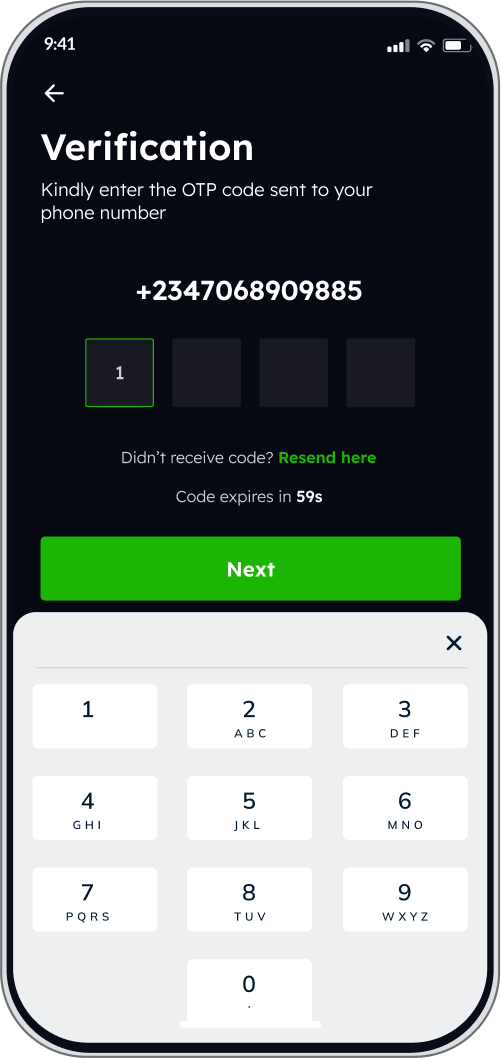 9:41
Verification
Kindly enter the OTP code sent to your
phone number
+2347068909885
1
Didn't receive code? Resend here
Code expires in 59s
Next
1 2 3
ABC DEF
4 5 6
GHI JKL MNO
7 8 9
PQRS TUV WXYZ
0
.